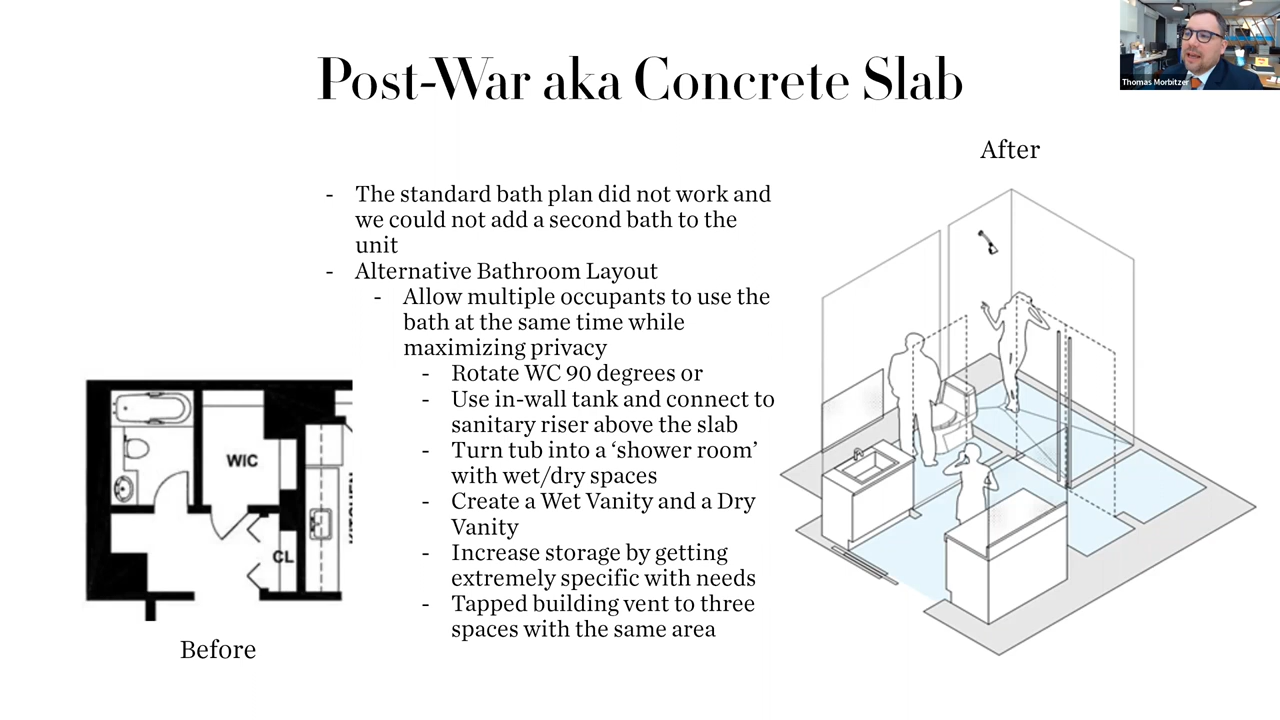 Post-War aka Concrete Slab
Thomas Morbitzer
After
- The standard bath plan did not work and
we could not add a second bath to the
unit
- Alternative Bathroom Layout
- Allow multiple occupants to use the
bath at the same time while
maximizing privacy
- Rotate WC 90 degrees or
- Use in-wall tank and connect to
sanitary riser above the slab
- Turn tub into a ‘shower room’
with wet/dry spaces
- Create a Wet Vanity and a Dry
Vanity
- Increase storage by getting
extremely specific with needs
- Tapped building vent to three
spaces with the same area
WIC
CL
Before